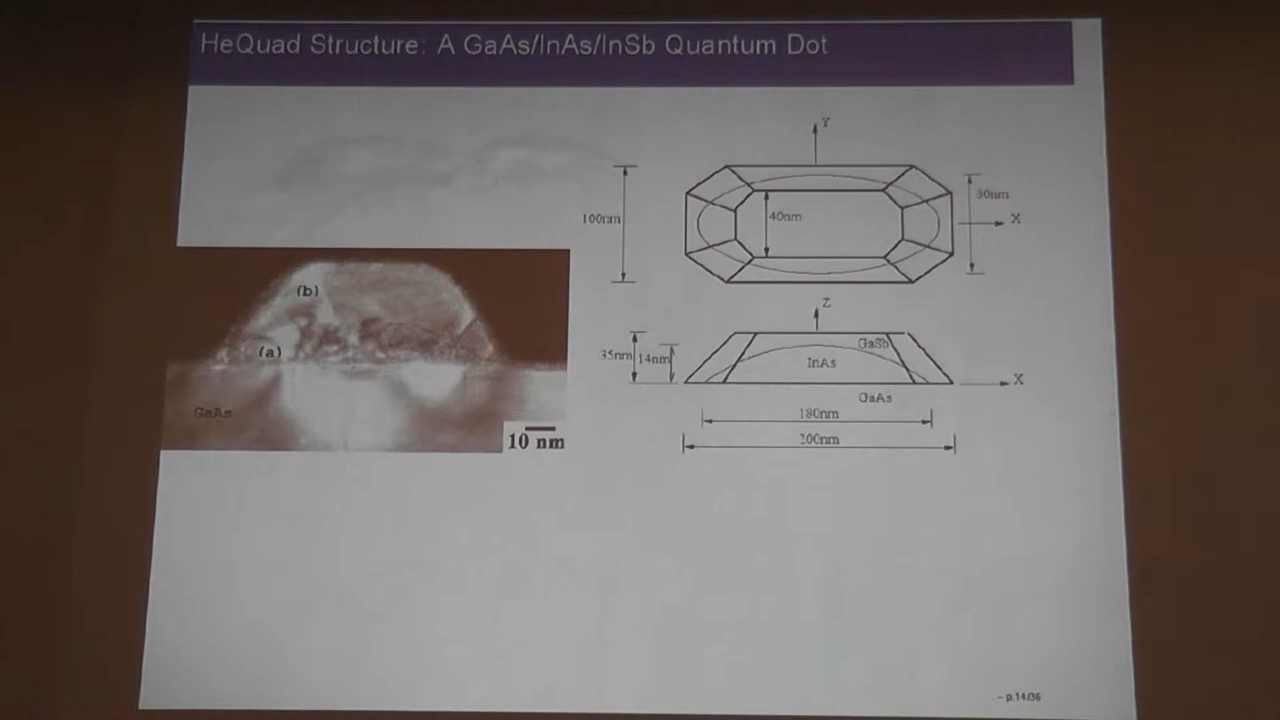 HeQuad Structure: A GaAs/InAs/InSb Quantum Dot
Y
100nm
40nm
80nm
X
(b)
(a)
GaAs
10 nm
Z
35nm
14nm
GaSb
InAs
X
GaAs
180nm
200nm
– p.14/36